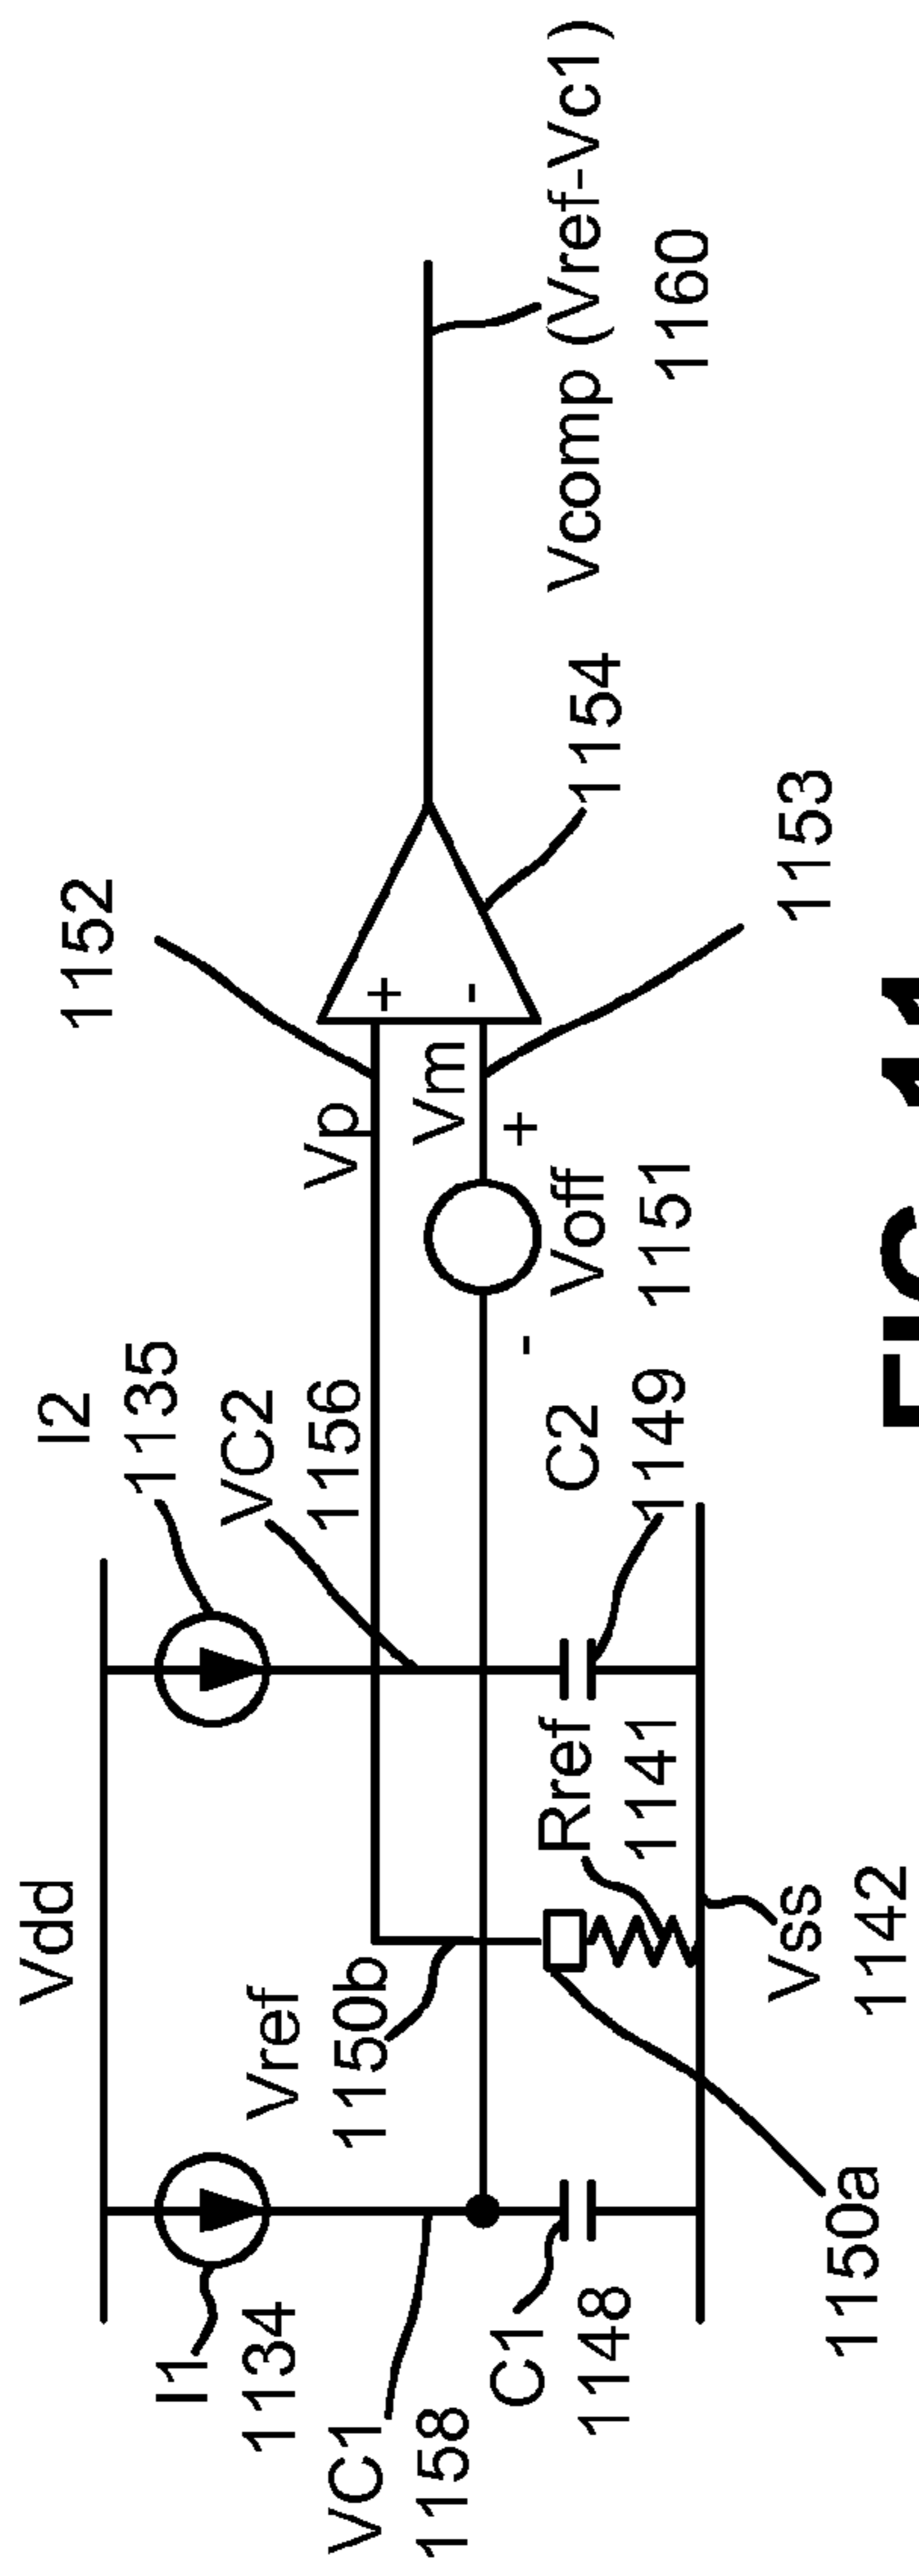 Vdd
I2
1135
1152
I1
1134
Vref
1150b
VC2
1156
Vp
+
Vm
-
VC1
1158
C1
1148
Rref
1141
C2
1149
-
+
Voff
1151
1154
Vcomp (Vref-Vc1)
1160
1150a
Vss
1142
1153